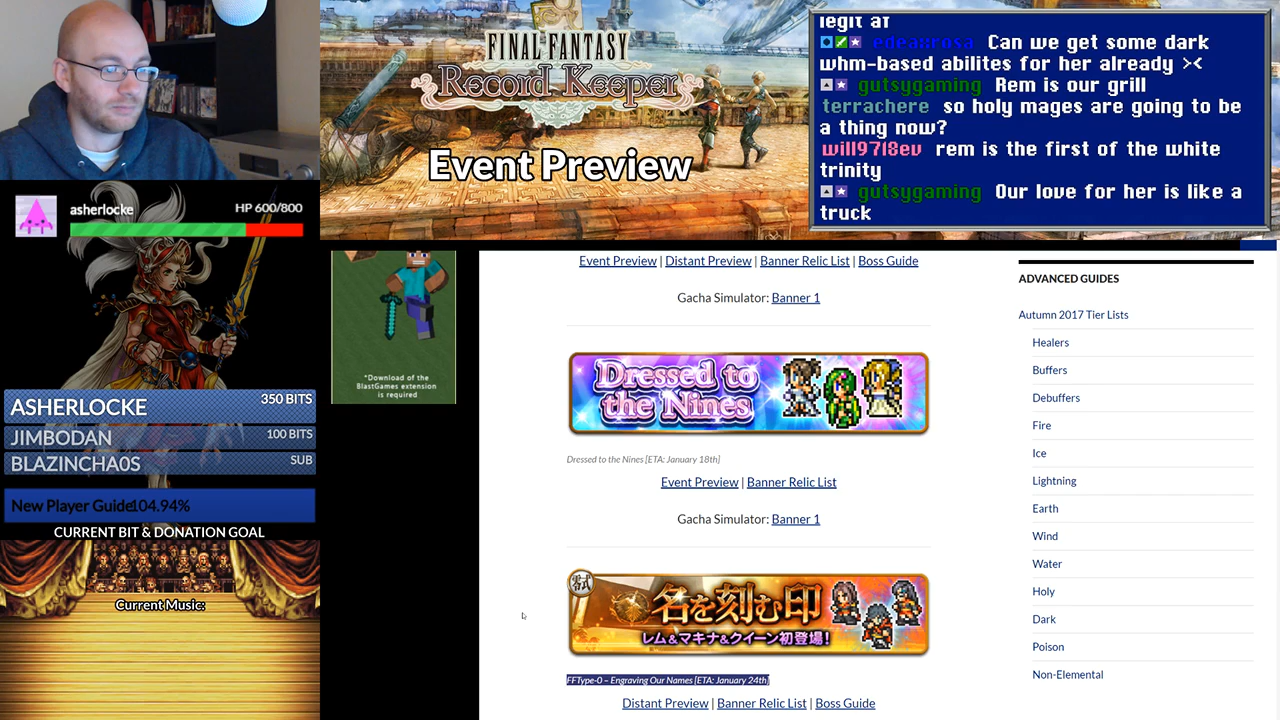 FINAL FANTASY
Record Keeper
Event Preview
legit af
edeaxrosa Can we get some dark
whm-based abilites for her already ><
gutsygaming Rem is our grill
terrachere so holy mages are going to be
a thing now?
will9718ev rem is the first of the white
trinity
gutsygaming Our love for her is like a
truck
asherlocke
HP 600/800
ASHERLOCKE 350 BITS
JIMBODAN 100 BITS
BLAZINCHA0S SUB
New Player Guide104.94%
CURRENT BIT & DONATION GOAL
Current Music:
*Download of the
BlastGames extension
is required
Event Preview | Distant Preview | Banner Relic List | Boss Guide
Gacha Simulator: Banner 1
Dressed to
the Nines
Dressed to the Nines [ETA: January 18th]
Event Preview | Banner Relic List
Gacha Simulator: Banner 1
零式
名を刻む印
レム&マキナ&クイーン初登場!
FFType-0 – Engraving Our Names [ETA: January 24th]
Distant Preview | Banner Relic List | Boss Guide
ADVANCED GUIDES
Autumn 2017 Tier Lists
Healers
Buffers
Debuffers
Fire
Ice
Lightning
Earth
Wind
Water
Holy
Dark
Poison
Non-Elemental